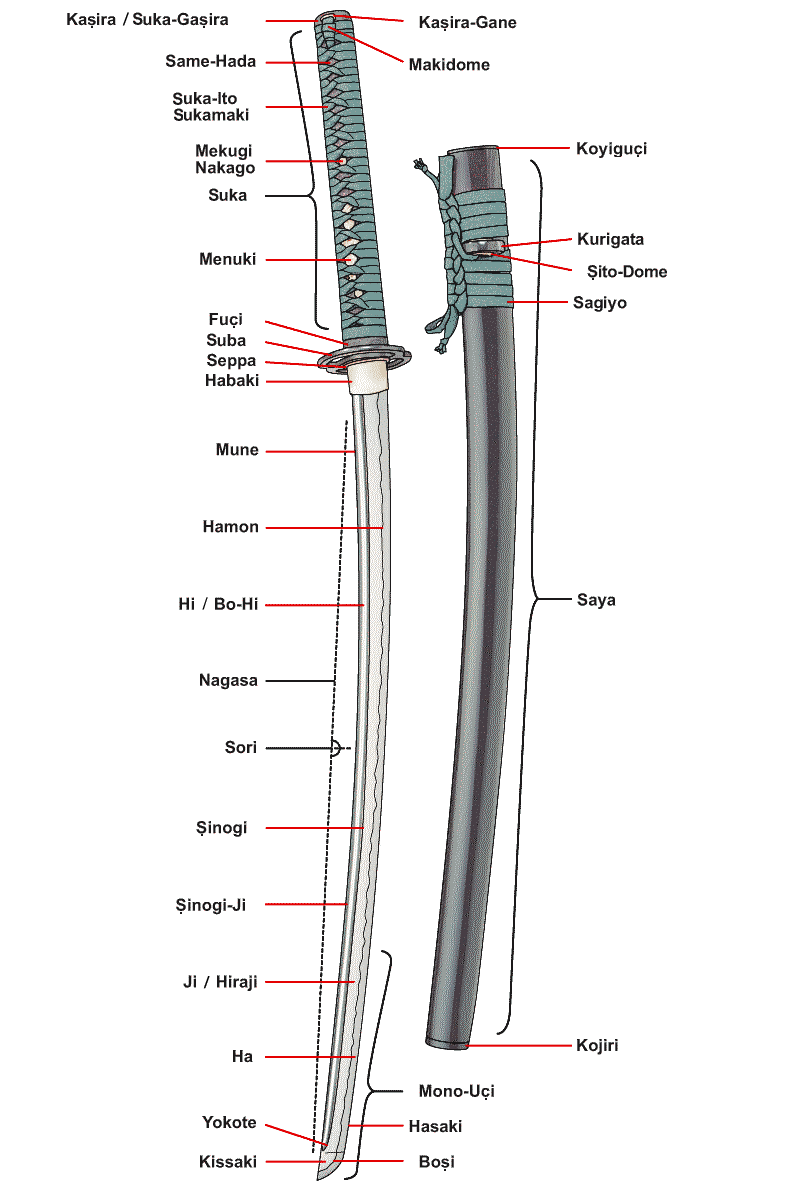 Kaşira / Suka-Gaşira
Kaşira-Gane
Same-Hada
Makidome
Suka-Ito
Sukamaki
Mekugi
Nakago
Suka
Menuki
Fuçi
Suba
Seppa
Habaki
Mune
Hamon
Hi / Bo-Hi
Nagasa
Sori
Şinogi
Şinogi-Ji
Ji / Hiraji
Ha
Mono-Uçi
Yokote
Hasaki
Kissaki
Boşi
Koyiguçi
Kurigata
Şito-Dome
Sagiyo
Saya
Kojiri